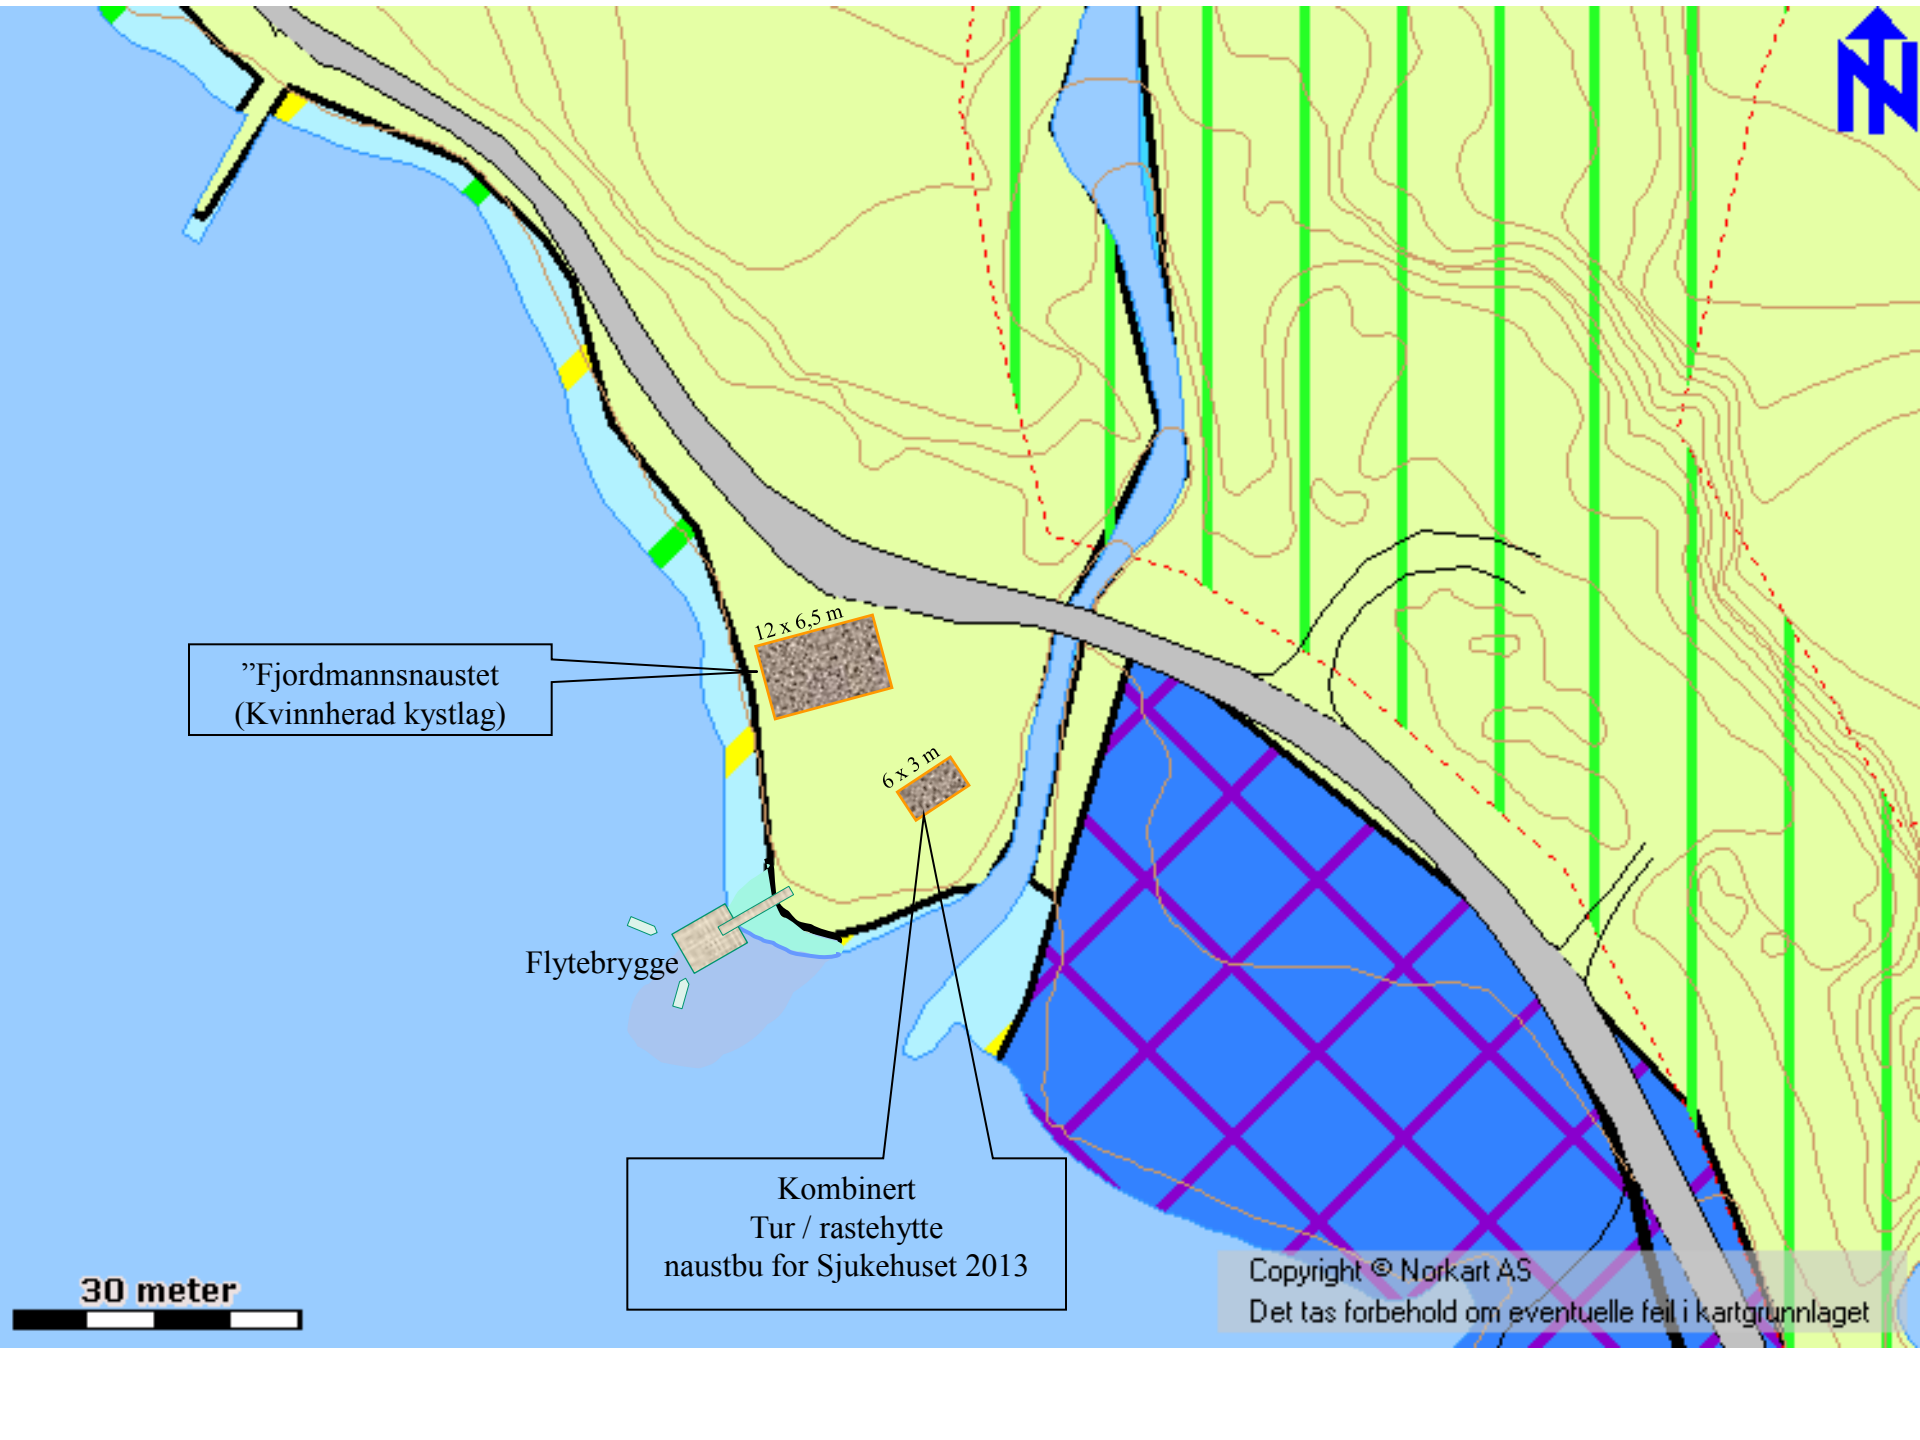 N
12 x 6,5 m
”Fjordmannsnaustet
(Kvinnherad kystlag)
6 x 3 m
Flytebrygge
Kombinert
Tur / rastehytte
naustbu for Sjukehuset 2013
30 meter
Copyright © Norkart AS
Det tas forbehold om eventuelle feil i kartgrunnlaget